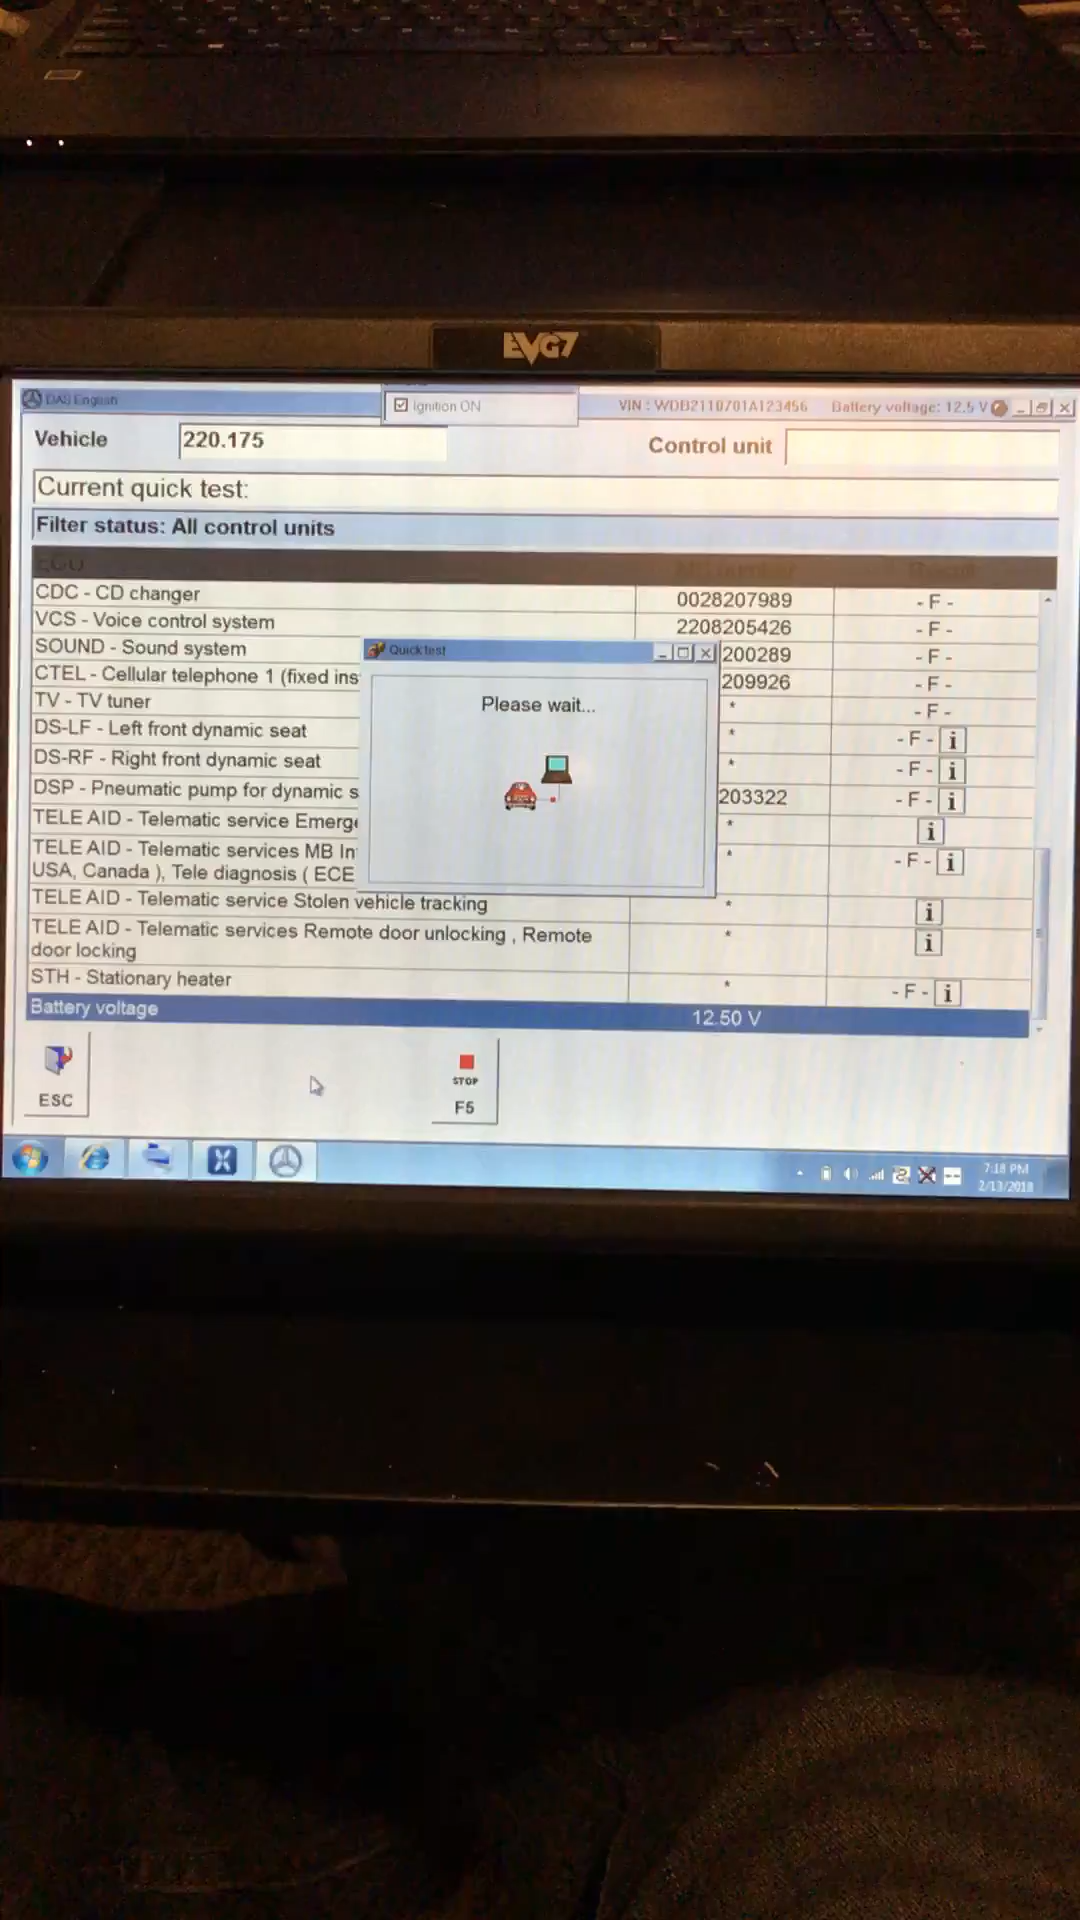 EVG7
DAS English
Ignition ON
VIN : WDB2110701A123456
Battery voltage: 12.5 V
Vehicle
220.175
Control unit
Current quick test:
Filter status: All control units
ECU
MB number
Result
CDC - CD changer
0028207989
- F -
VCS - Voice control system
2208205426
- F -
SOUND - Sound system
200289
- F -
CTEL - Cellular telephone 1 (fixed ins
209926
- F -
TV - TV tuner
*
- F -
DS-LF - Left front dynamic seat
*
- F - i
DS-RF - Right front dynamic seat
*
- F - i
DSP - Pneumatic pump for dynamic s
203322
- F - i
TELE AID - Telematic service Emerge
*
i
TELE AID - Telematic services MB In
USA, Canada ), Tele diagnosis ( ECE
*
- F - i
TELE AID - Telematic service Stolen vehicle tracking
*
i
TELE AID - Telematic services Remote door unlocking , Remote
door locking
*
i
STH - Stationary heater
*
- F - i
Battery voltage
12.50 V
Quick test
Please wait...
ESC
STOP
F5
7:18 PM
2/13/2018